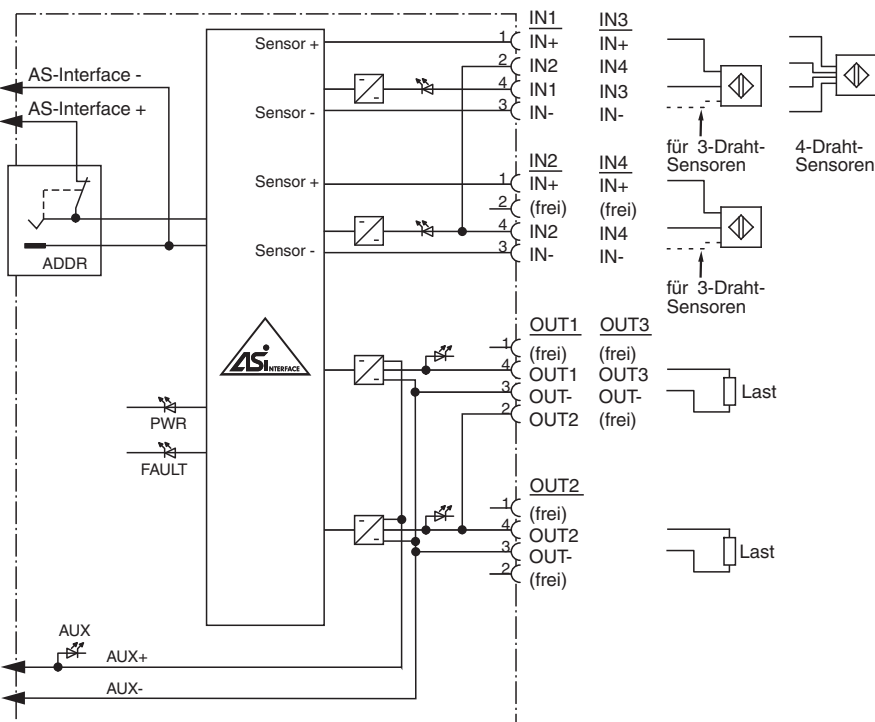 AS-Interface -
AS-Interface +
ADDR
PWR
FAULT
AUX
AUX+
AUX-
Sensor +
Sensor -
Sensor +
Sensor -
ASi INTERFACE
IN1 IN3
1 IN+ IN+
2 IN2 IN4
4 IN1 IN3
3 IN- IN-
IN2 IN4
1 IN+ IN+
2 (frei) (frei)
4 IN2 IN4
3 IN- IN-
OUT1 OUT3
1 (frei) (frei)
4 OUT1 OUT3
3 OUT- OUT-
2 OUT2 (frei)
OUT2
1 (frei)
4 OUT2
3 OUT-
2 (frei)
für 3-Draht-
Sensoren
4-Draht-
Sensoren
für 3-Draht-
Sensoren
Last
Last